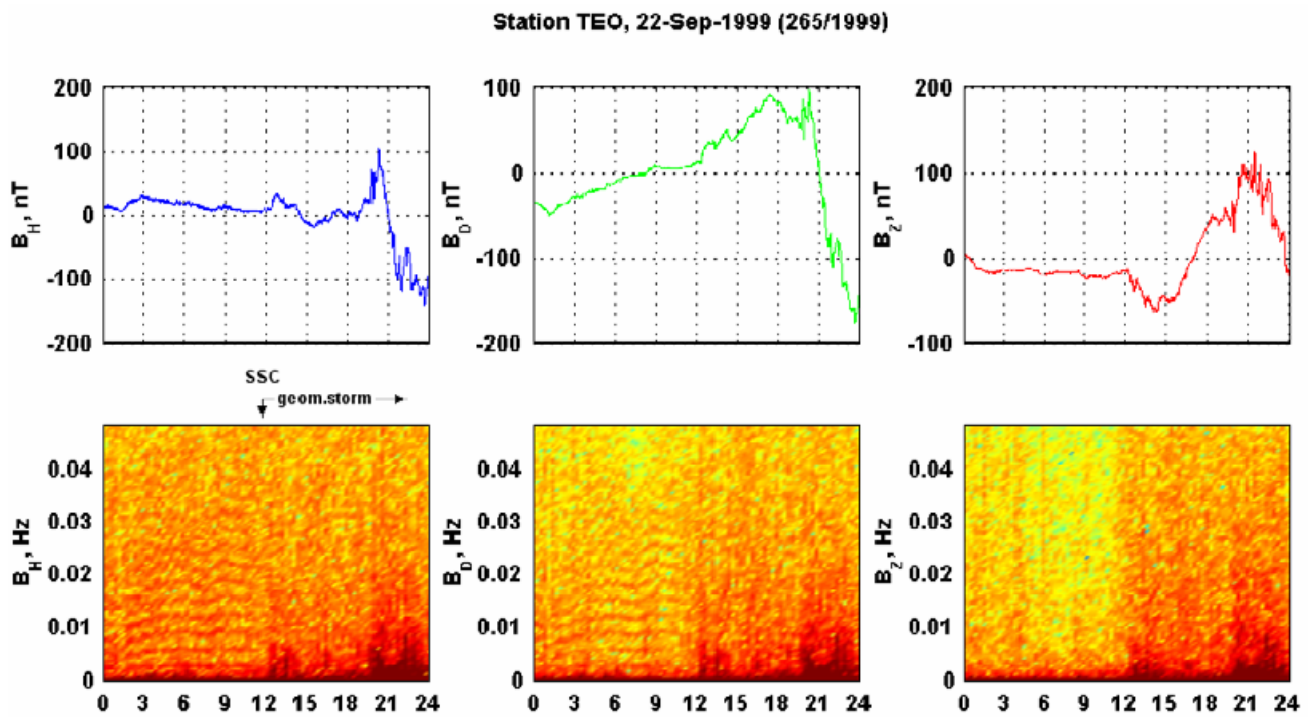 Station TEO, 22-Sep-1999 (265/1999)
200
100
0
-100
-200
B_H, nT
100
0
-100
-200
B_D, nT
200
100
0
-100
B_Z, nT
SSC
geom.storm
0.04
0.03
0.02
0.01
0
B_H, Hz
0 3 6 9 12 15 18 21 24
0.04
0.03
0.02
0.01
0
B_D, Hz
0 3 6 9 12 15 18 21 24
0.04
0.03
0.02
0.01
0
B_Z, Hz
0 3 6 9 12 15 18 21 24